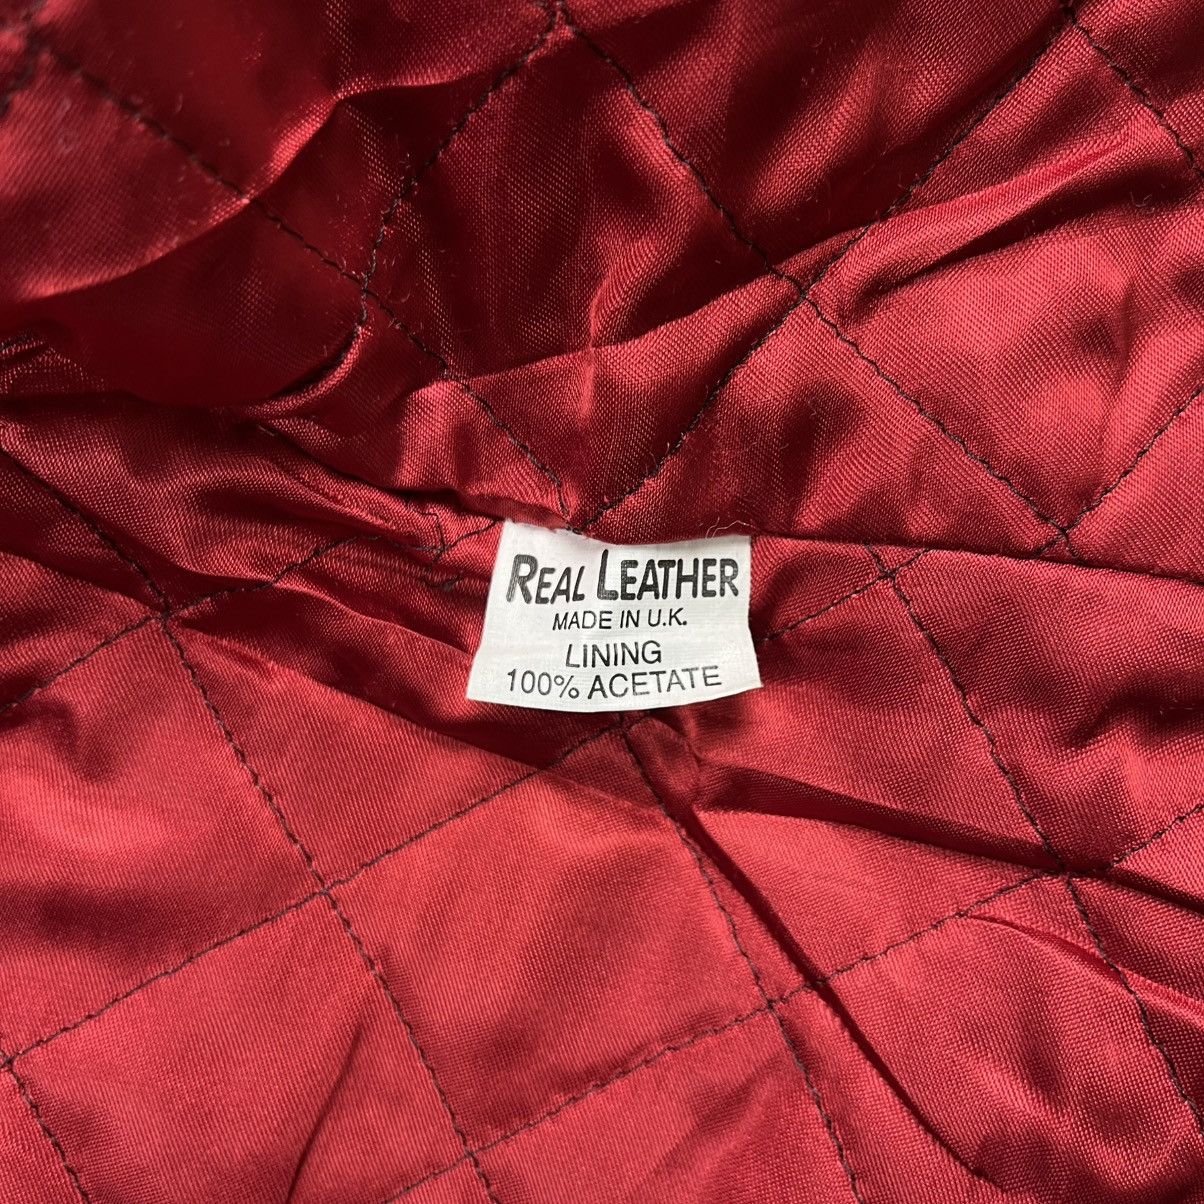 REAL LEATHER
MADE IN U.K.
LINING
100% ACETATE